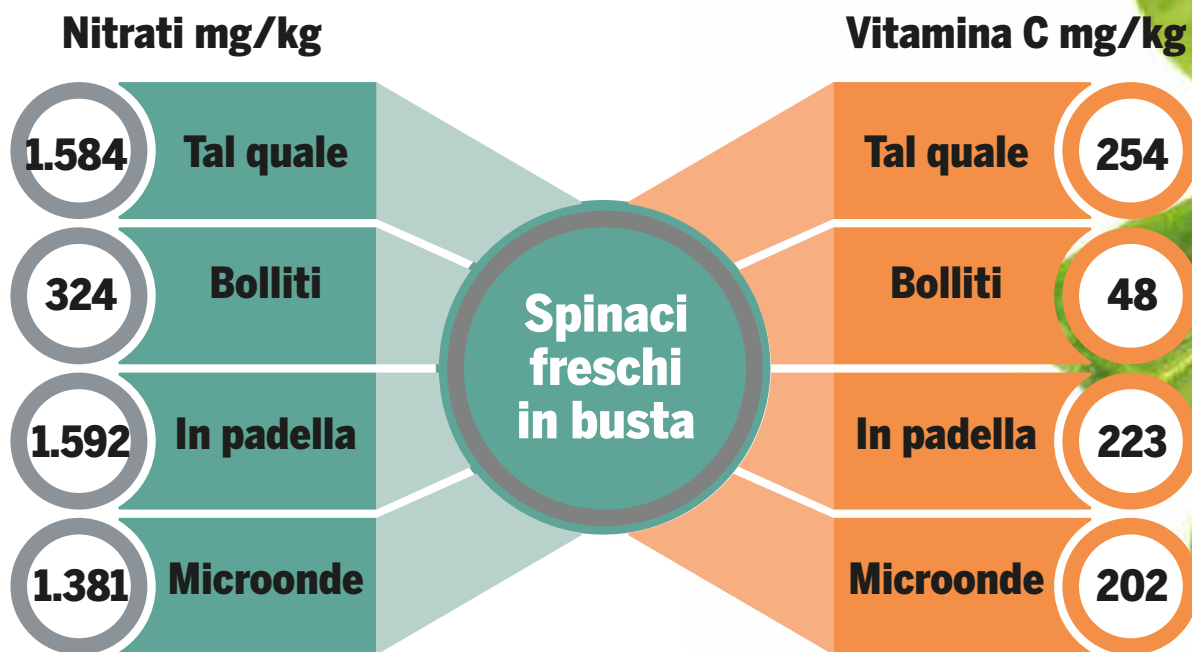 Nitrati mg/kg
1.584 Tal quale
324 Bolliti
1.592 In padella
1.381 Microonde
Spinaci
freschi
in busta
Vitamina C mg/kg
Tal quale 254
Bolliti 48
In padella 223
Microonde 202